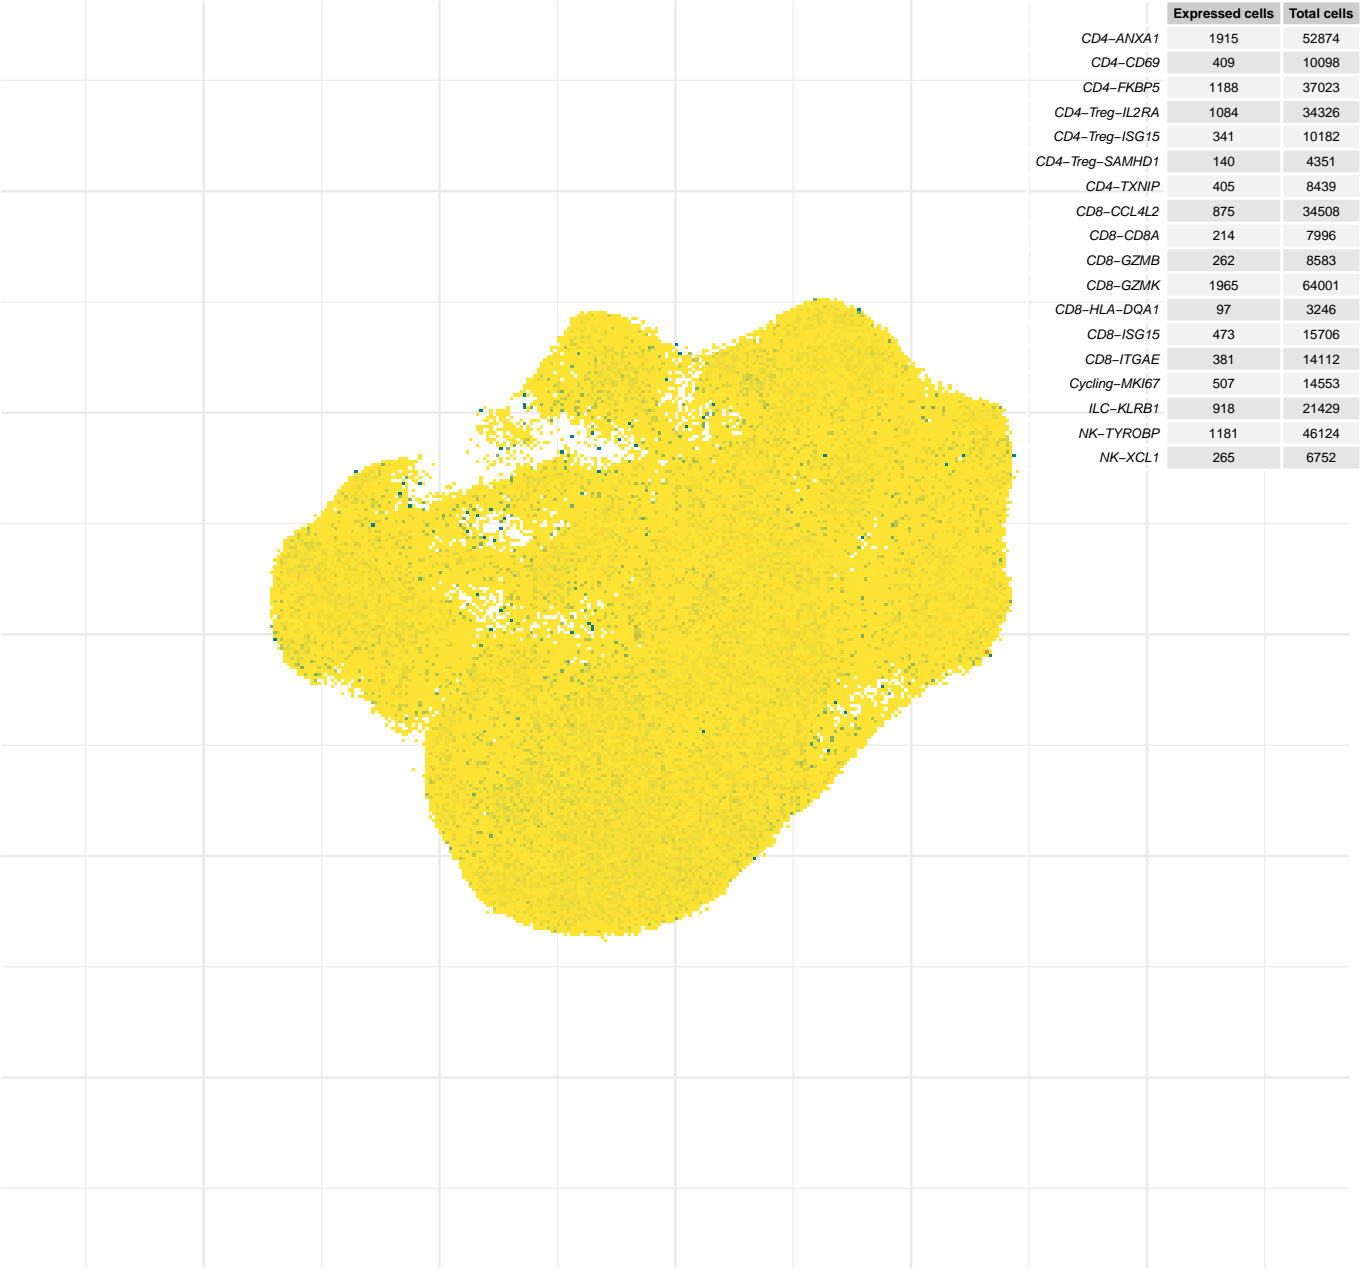 Expressed cells Total cells
CD4−ANXA1 1915 52874
CD4−CD69 409 10098
CD4−FKBP5 1188 37023
CD4−Treg−IL2RA 1084 34326
CD4−Treg−ISG15 341 10182
CD4−Treg−SAMHD1 140 4351
CD4−TXNIP 405 8439
CD8−CCL4L2 875 34508
CD8−CD8A 214 7996
CD8−GZMB 262 8583
CD8−GZMK 1965 64001
CD8−HLA−DQA1 97 3246
CD8−ISG15 473 15706
CD8−ITGAE 381 14112
Cycling−MKI67 507 14553
ILC−KLRB1 918 21429
NK−TYROBP 1181 46124
NK−XCL1 265 6752